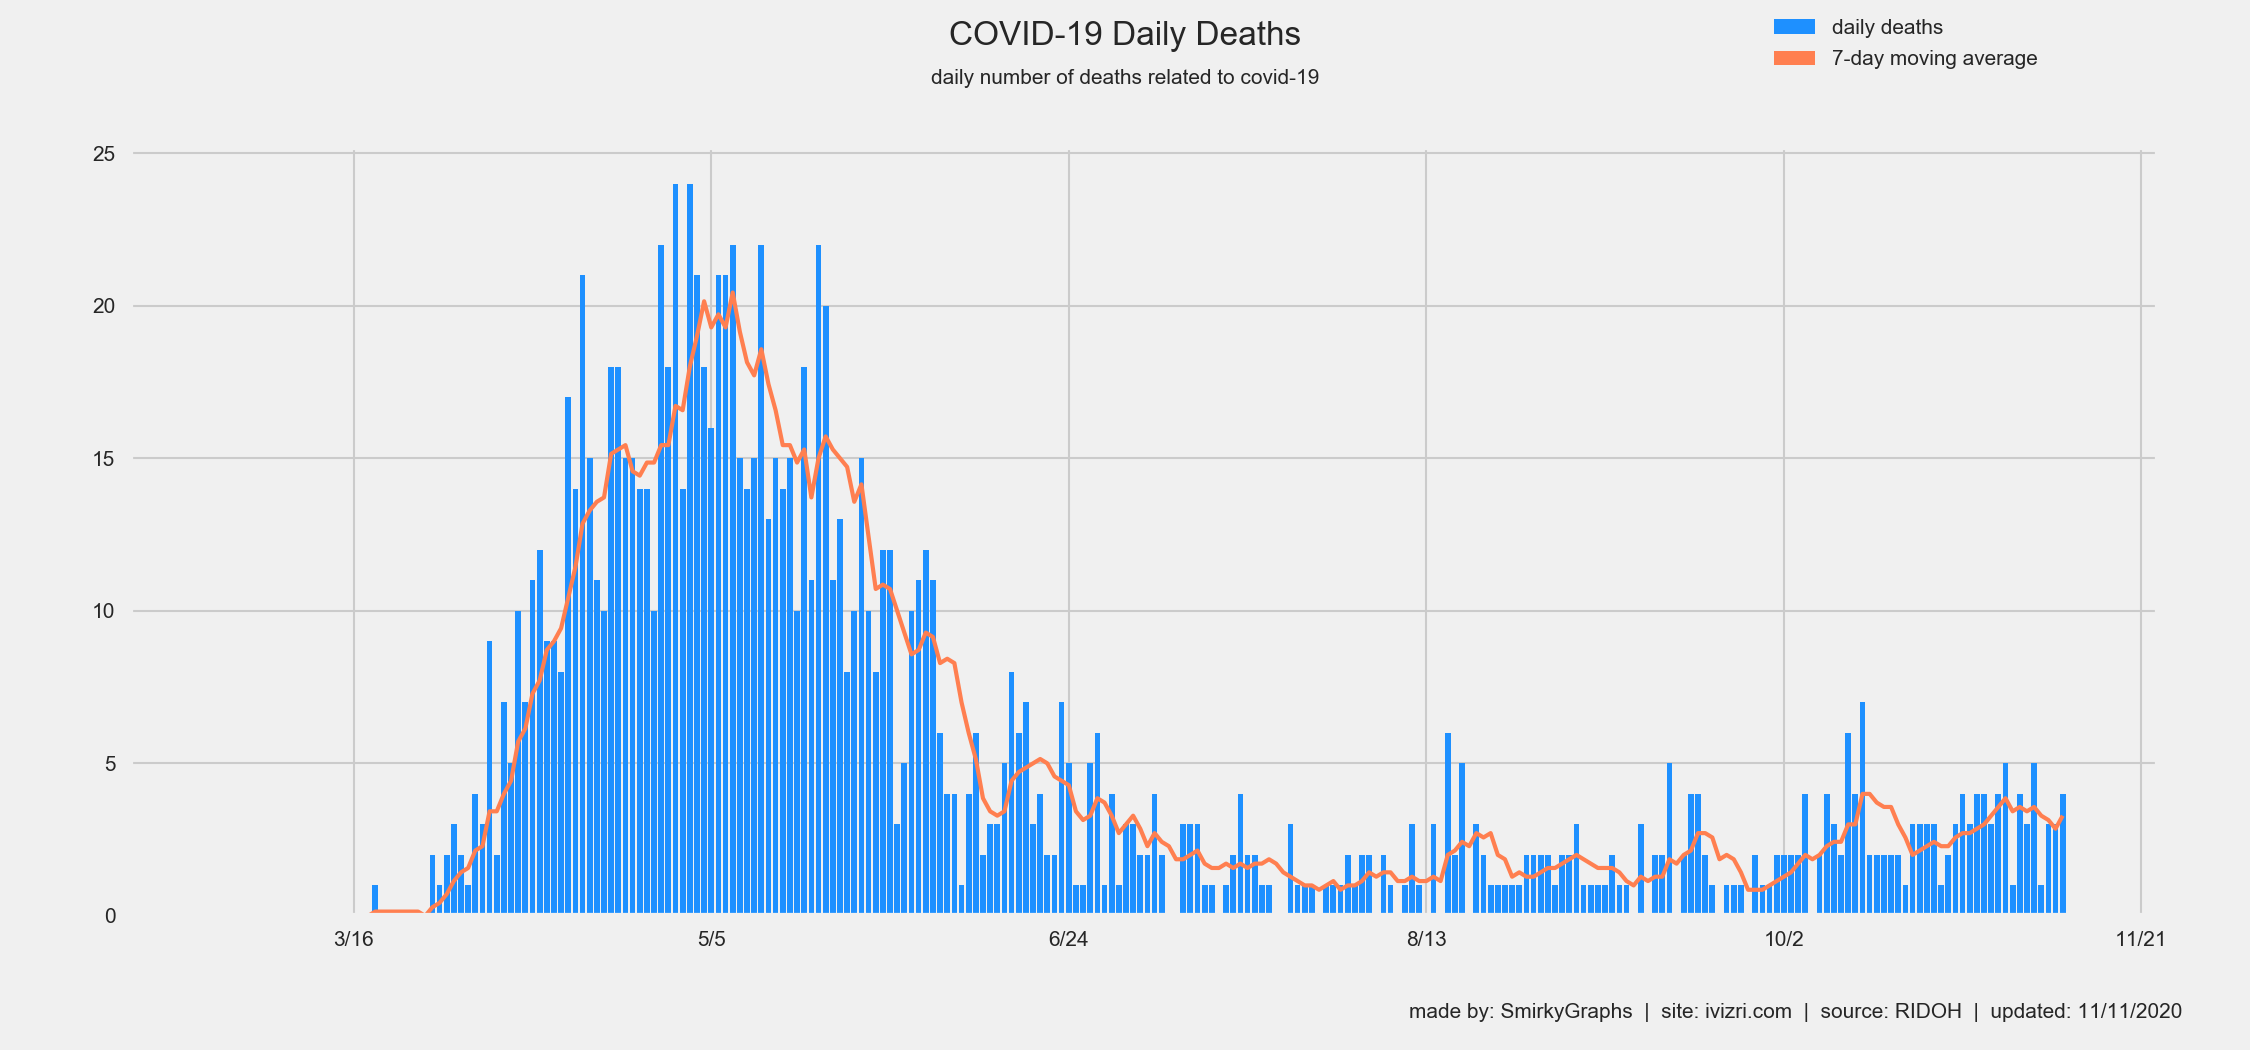 COVID-19 Daily Deaths
daily number of deaths related to covid-19
daily deaths
7-day moving average
25
20
15
10
5
0
3/16 5/5 6/24 8/13 10/2 11/21
made by: SmirkyGraphs | site: ivizri.com | source: RIDOH | updated: 11/11/2020